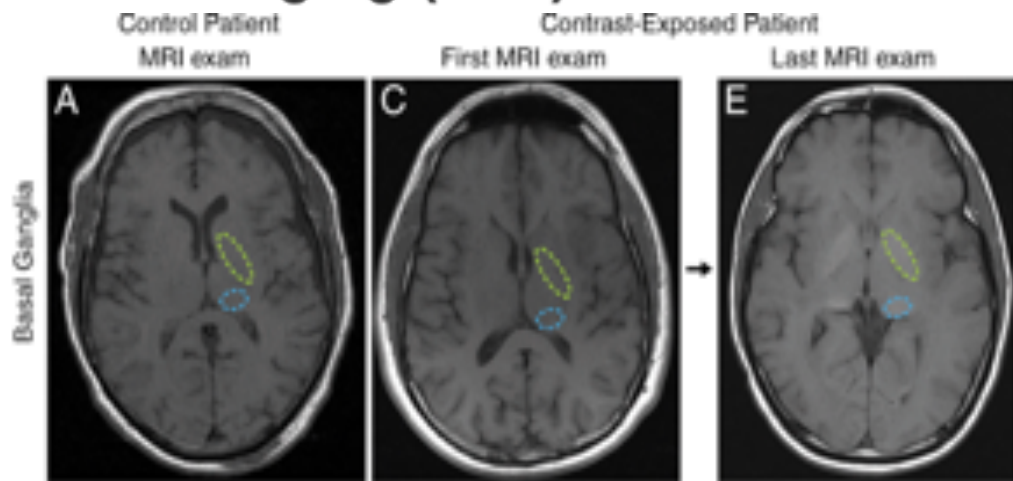 Control Patient
MRI exam
Contrast-Exposed Patient
First MRI exam
Last MRI exam
A
C
E
Basal Ganglia